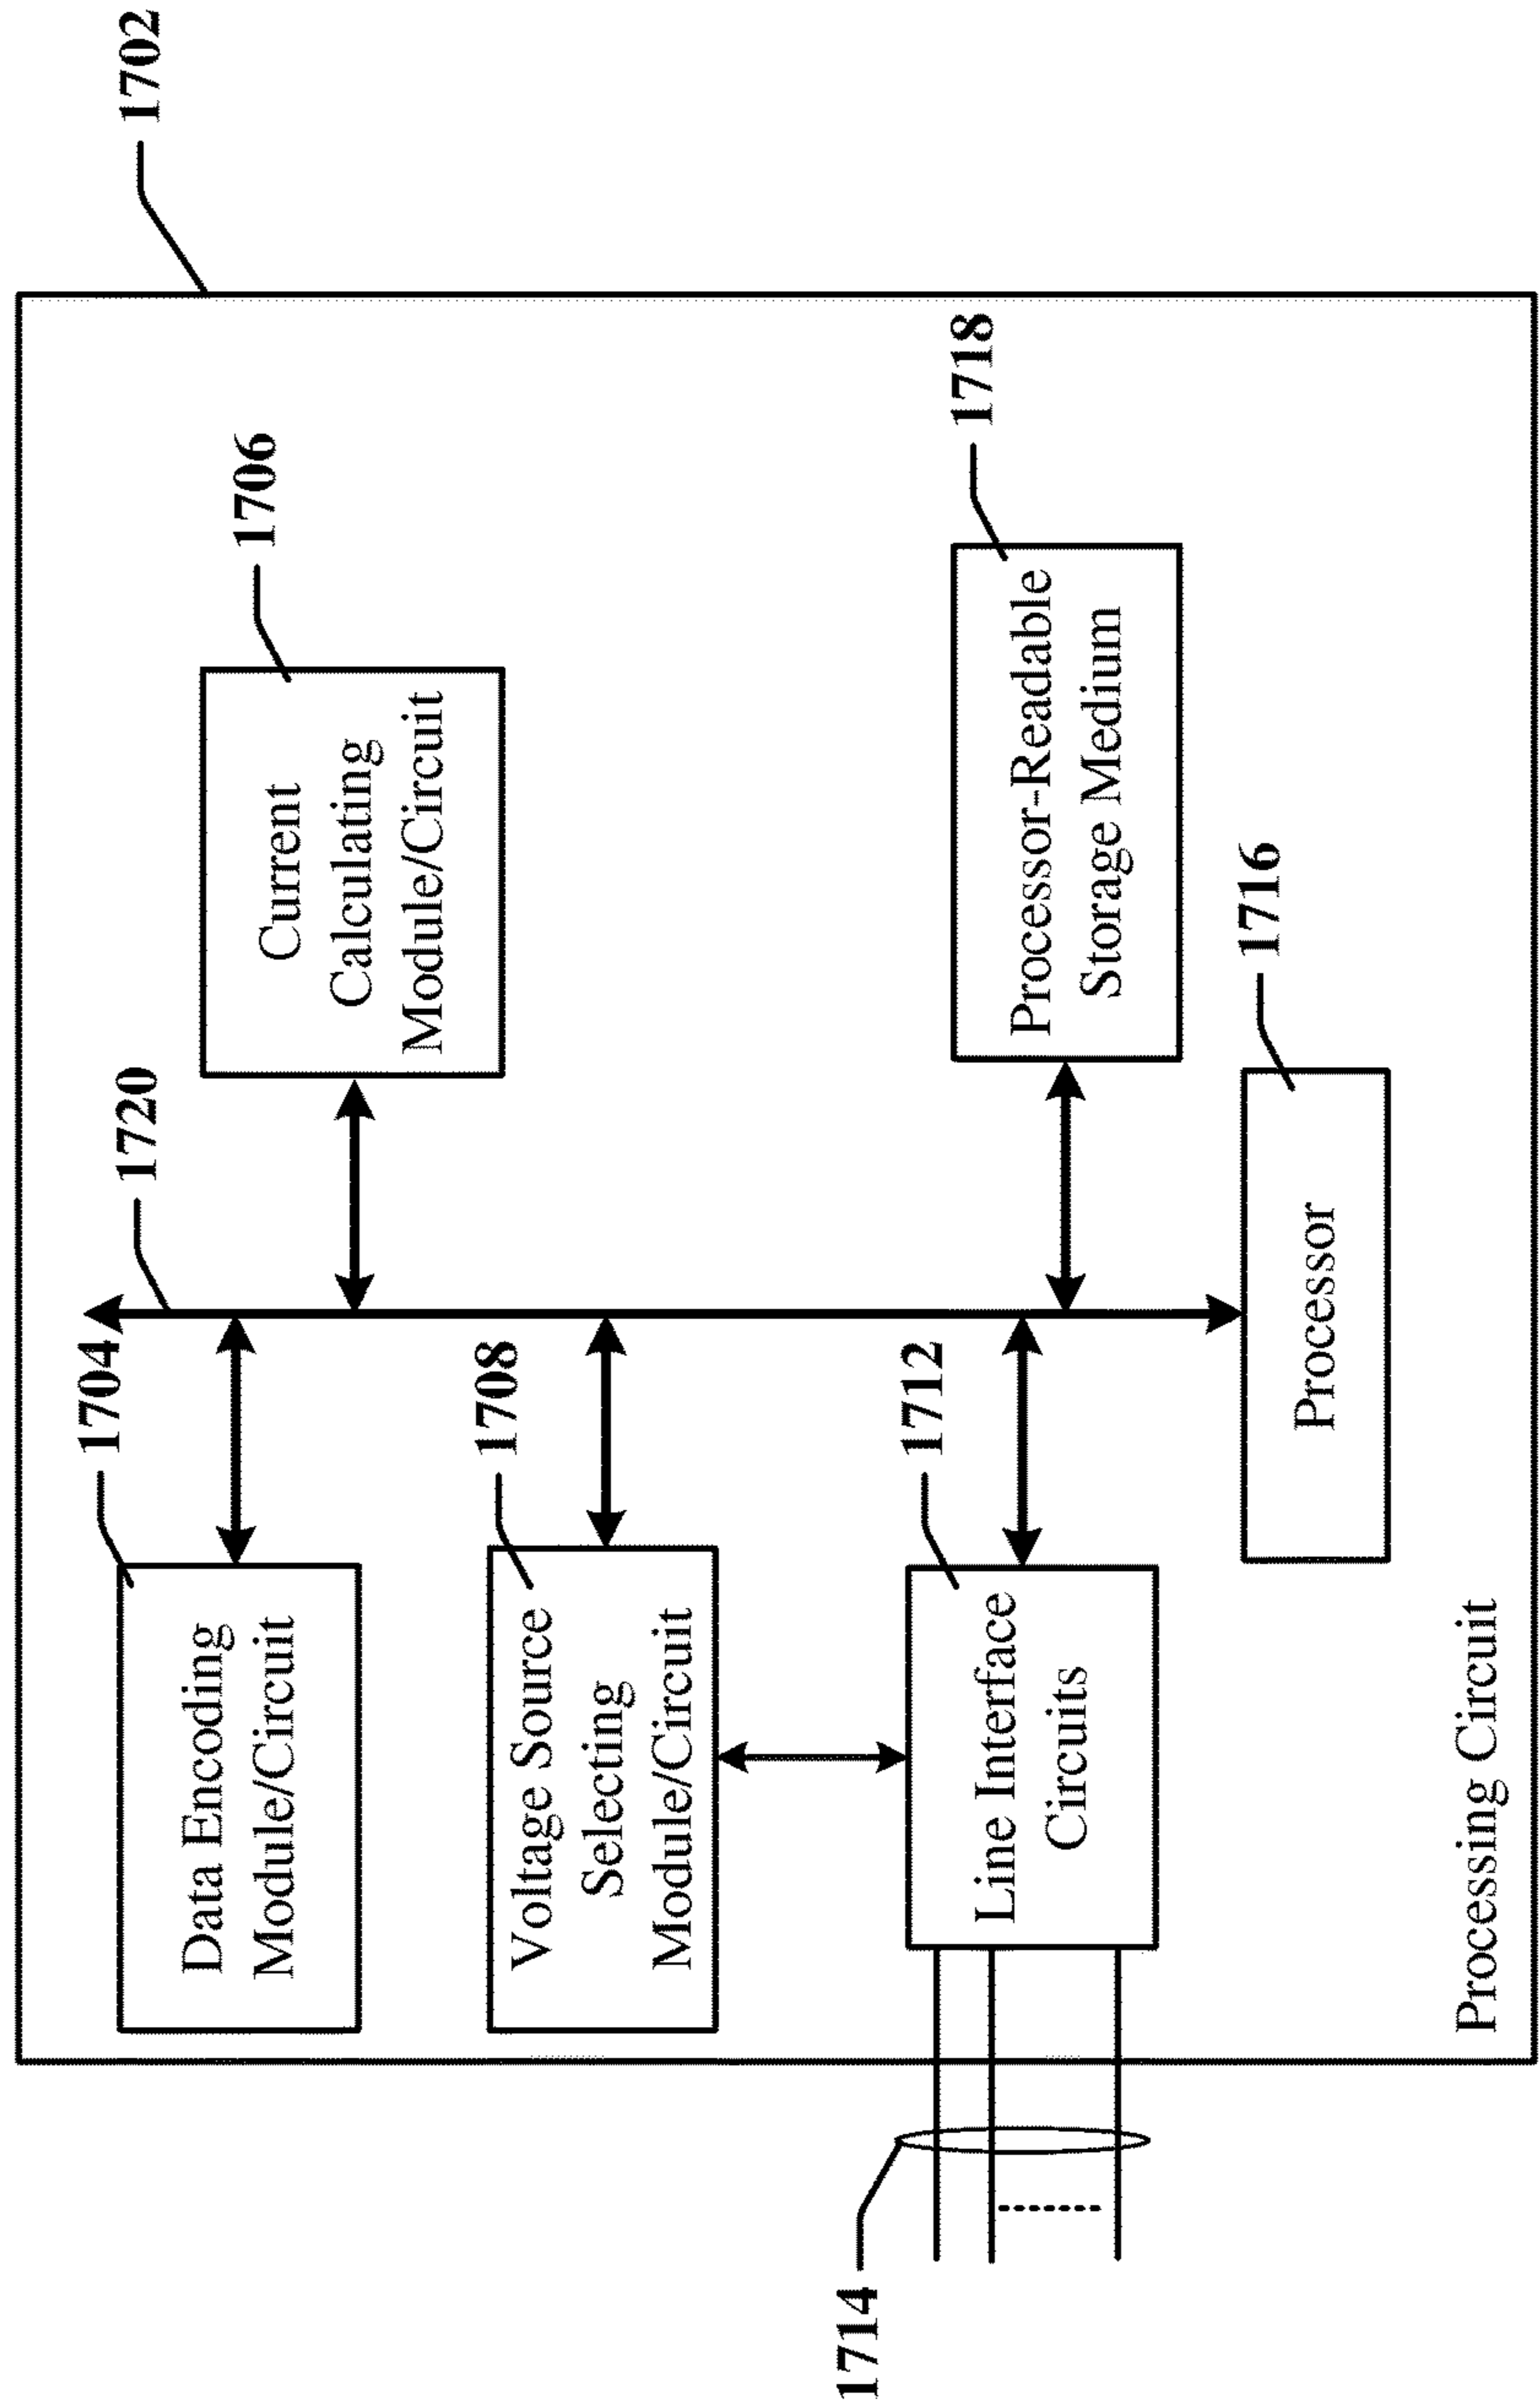 1702
1720
1704
Data Encoding
Module/Circuit
1706
Current
Calculating
Module/Circuit
1708
Voltage Source
Selecting
Module/Circuit
1712
Line Interface
Circuits
1714
1718
Processor-Readable
Storage Medium
1716
Processor
Processing Circuit